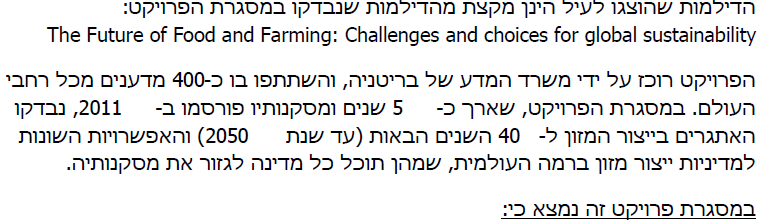 הדילמות שהוצגו לעיל הינן מקצת מהדילמות שנבדקו במסגרת הפרויקט:
The Future of Food and Farming: Challenges and choices for global sustainability
הפרויקט רוכז על ידי משרד המדע של בריטניה, והשתתפו בו כ-400 מדענים מכל רחבי
העולם. במסגרת הפרויקט, שארך כ- 5 שנים ומסקנותיו פורסמו ב- 2011, נבדקו
האתגרים בייצור המזון ל- 40 השנים הבאות (עד שנת 2050) והאפשרויות השונות
למדיניות ייצור מזון ברמה העולמית, שמהן תוכל כל מדינה לגזור את מסקנותיה.
במסגרת פרויקט זה נמצא כי: